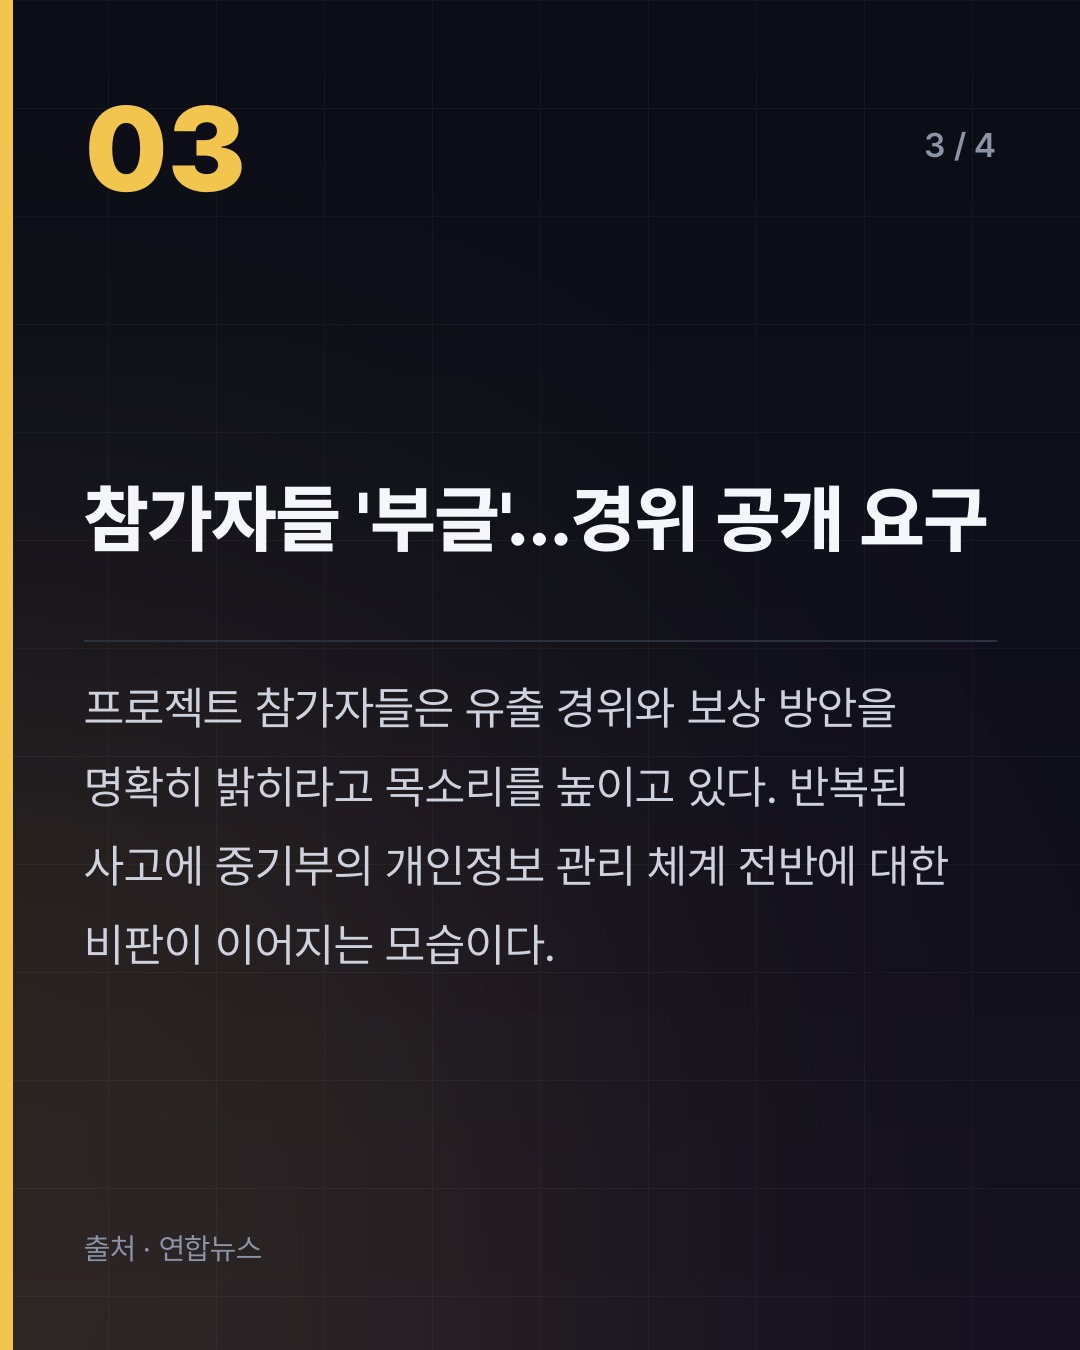 03
3 / 4
참가자들 '부글'...경위 공개 요구
프로젝트 참가자들은 유출 경위와 보상 방안을
명확히 밝히라고 목소리를 높이고 있다. 반복된
사고에 중기부의 개인정보 관리 체계 전반에 대한
비판이 이어지는 모습이다.
출처 · 연합뉴스